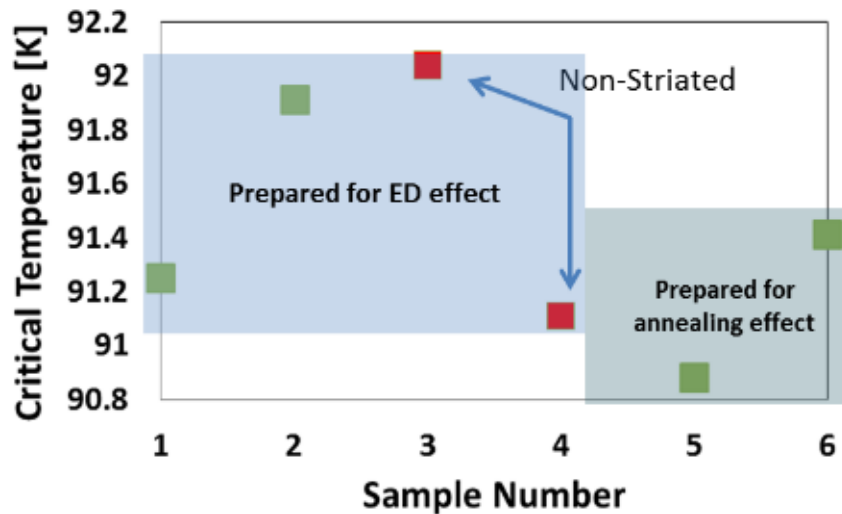 Critical Temperature [K]
92.2
92
91.8
91.6
91.4
91.2
91
90.8
Non-Striated
Prepared for ED effect
Prepared for
annealing effect
1 2 3 4 5 6
Sample Number